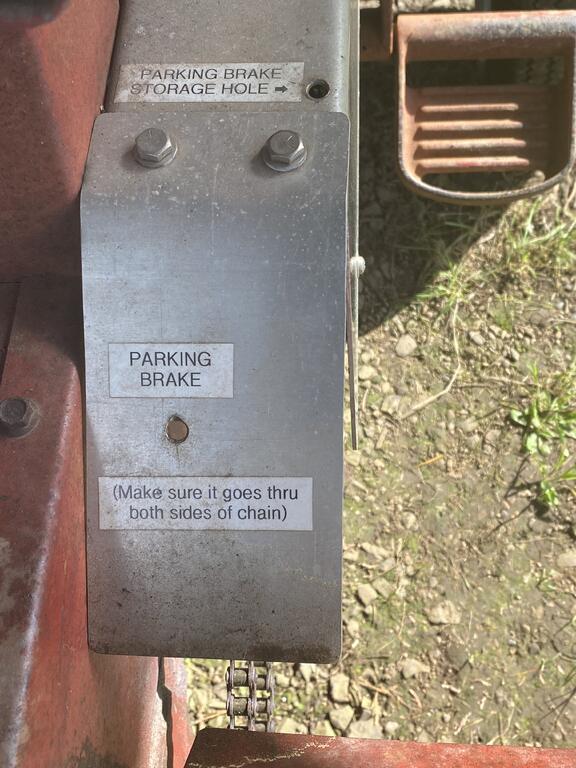 PARKING BRAKE
STORAGE HOLE ➡
PARKING
BRAKE
(Make sure it goes thru
both sides of chain)